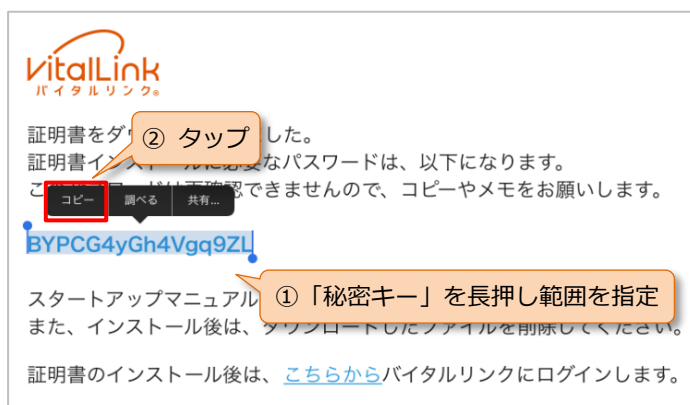 VitalLink
バイタルリンク®
証明書をダ
した。
② タップ
証明書インストールに必要なパスワードは、以下になります。
できませんので、コピーやメモをお願いします。
コピー 調べる 共有...
BYPCG4yGh4Vgq9ZL
①「秘密キー」を長押し範囲を指定
スタートアップマニュアル
また、インストール後は、ダウンロードしたファイルを削除してください。
証明書のインストール後は、こちらからバイタルリンクにログインします。